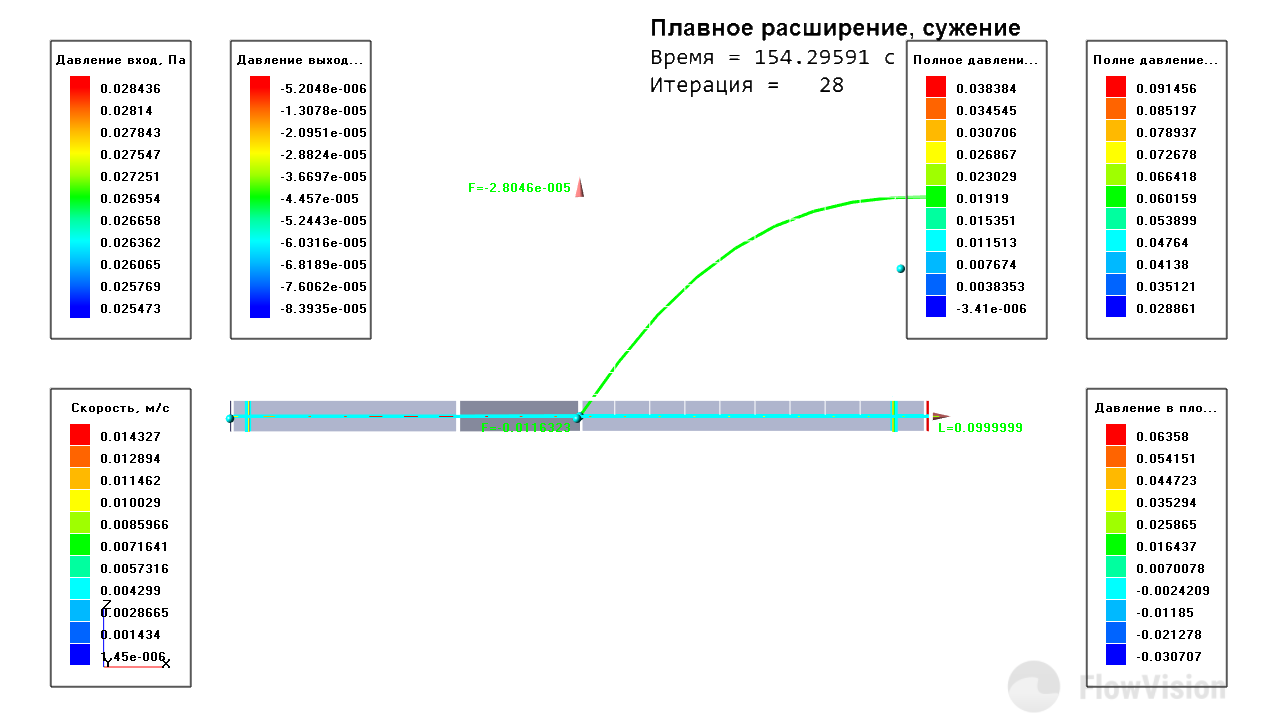 Плавное расширение, сужение
Время = 154.29591 с
Итерация = 28
Давление вход, Па
0.028436
0.02814
0.027843
0.027547
0.027251
0.026954
0.026658
0.026362
0.026065
0.025769
0.025473
Давление выход...
-5.2048e-006
-1.3078e-005
-2.0951e-005
-2.8824e-005
-3.6697e-005
-4.457e-005
-5.2443e-005
-6.0316e-005
-6.8189e-005
-7.6062e-005
-8.3935e-005
Полное давлени...
0.038384
0.034545
0.030706
0.026867
0.023029
0.01919
0.015351
0.011513
0.007674
0.0038353
-3.41e-006
Полне давление...
0.091456
0.085197
0.078937
0.072678
0.066418
0.060159
0.053899
0.04764
0.04138
0.035121
0.028861
F=-2.8046e-005
L=0.0999999
Скорость, м/с
0.014327
0.012894
0.011462
0.010029
0.0085966
0.0071641
0.0057316
0.004299
0.0028665
0.001434
1.45e-006
Z
Y
X
Давление в пло...
0.06358
0.054151
0.044723
0.035294
0.025865
0.016437
0.0070078
-0.0024209
-0.01185
-0.021278
-0.030707
FlowVision